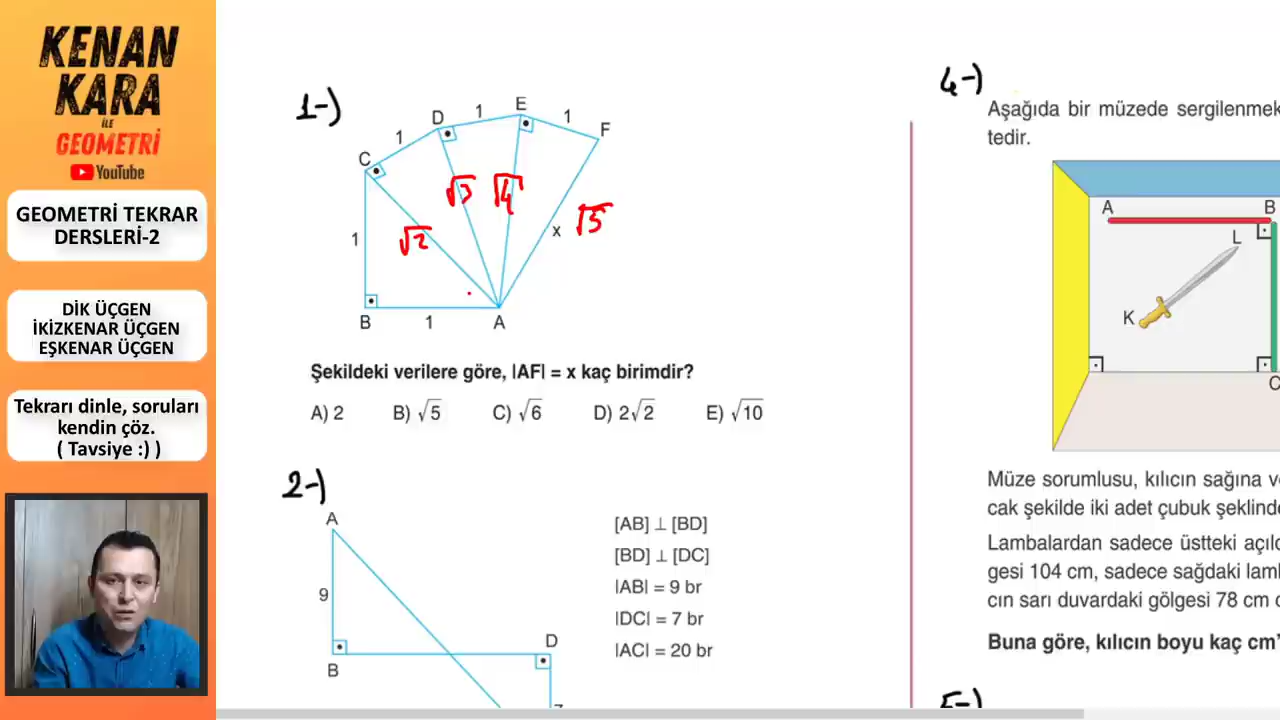 KENAN
KARA
İLE
GEOMETRİ
YouTube
GEOMETRİ TEKRAR
DERSLERİ-2
DİK ÜÇGEN
İKİZKENAR ÜÇGEN
EŞKENAR ÜÇGEN
Tekrarı dinle, soruları
kendin çöz.
( Tavsiye :) )
1-)
E
D 1 1
1 F
C
√3 √4
1 √2 x √5
B 1 A
Şekildeki verilere göre, |AF| = x kaç birimdir?
A) 2 B) √5 C) √6 D) 2√2 E) √10
2-)
A
9
B
D
[AB] ⊥ [BD]
[BD] ⊥ [DC]
|AB| = 9 br
|DC| = 7 br
|AC| = 20 br
4-)
Aşağıda bir müzede sergilenmek
tedir.
A B
L
K
C
Müze sorumlusu, kılıcın sağına ve
cak şekilde iki adet çubuk şeklinde
Lambalardan sadece üstteki açıld
gesi 104 cm, sadece sağdaki lamb
cın sarı duvardaki gölgesi 78 cm o
Buna göre, kılıcın boyu kaç cm'